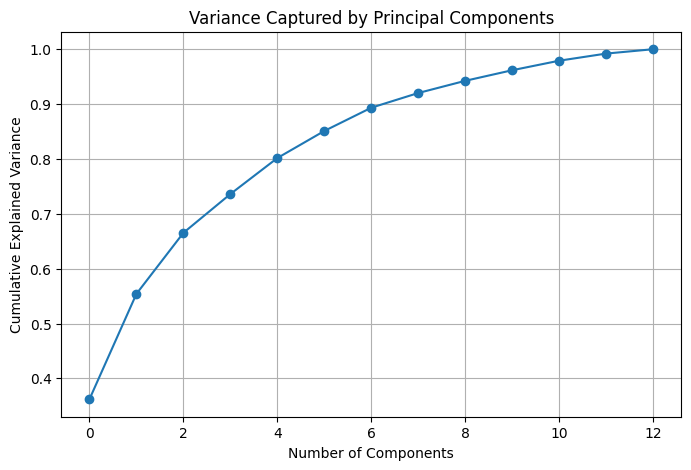 Variance Captured by Principal Components
Cumulative Explained Variance
1.0
0.9
0.8
0.7
0.6
0.5
0.4
0 2 4 6 8 10 12
Number of Components